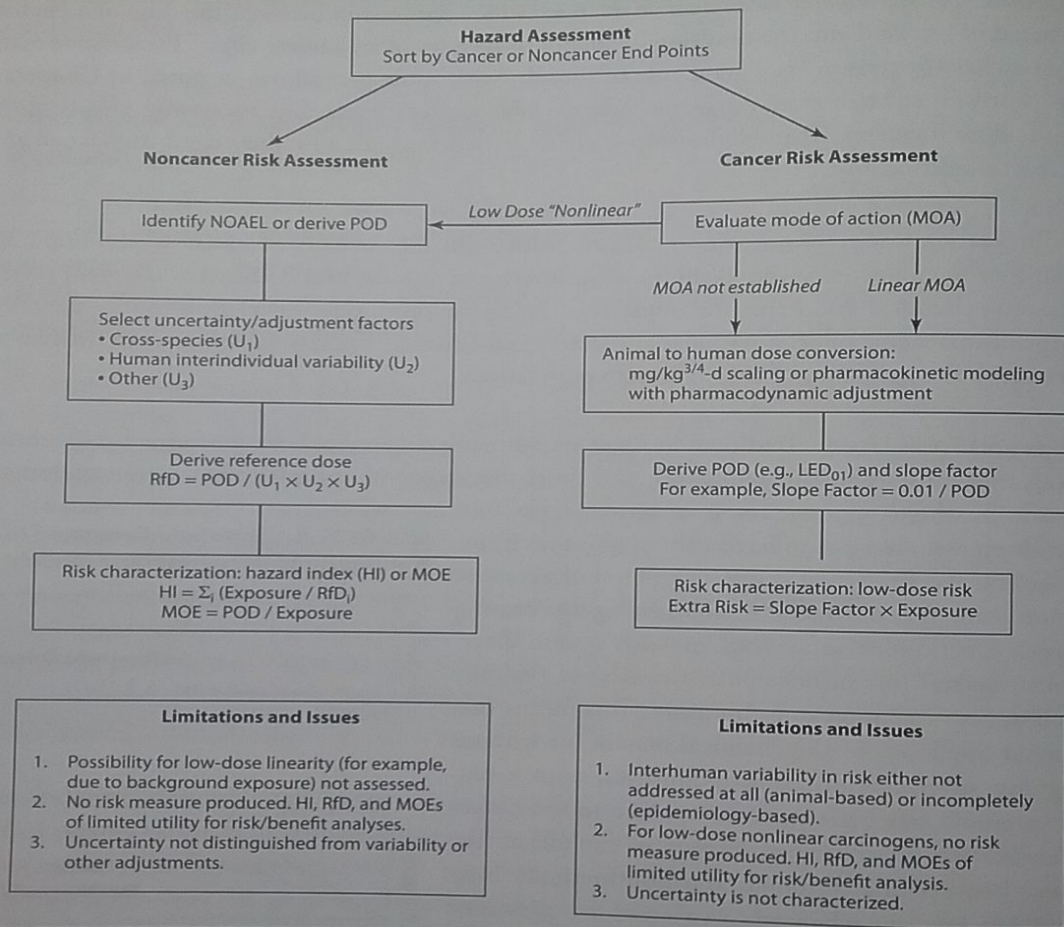 Hazard Assessment
Sort by Cancer or Noncancer End Points
Noncancer Risk Assessment
Cancer Risk Assessment
Identify NOAEL or derive POD
Low Dose “Nonlinear”
Evaluate mode of action (MOA)
MOA not established
Linear MOA
Select uncertainty/adjustment factors
• Cross-species (U₁)
• Human interindividual variability (U₂)
• Other (U₃)
Animal to human dose conversion:
mg/kg³ᐟ⁴-d scaling or pharmacokinetic modeling
with pharmacodynamic adjustment
Derive reference dose
RfD = POD / (U₁ × U₂ × U₃)
Derive POD (e.g., LED₀₁) and slope factor
For example, Slope Factor = 0.01 / POD
Risk characterization: hazard index (HI) or MOE
HI = Σⱼ (Exposure / RfDⱼ)
MOE = POD / Exposure
Risk characterization: low-dose risk
Extra Risk = Slope Factor × Exposure
Limitations and Issues
1. Possibility for low-dose linearity (for example,
due to background exposure) not assessed.
2. No risk measure produced. HI, RfD, and MOEs
of limited utility for risk/benefit analyses.
3. Uncertainty not distinguished from variability or
other adjustments.
Limitations and Issues
1. Interhuman variability in risk either not
addressed at all (animal-based) or incompletely
(epidemiology-based).
2. For low-dose nonlinear carcinogens, no risk
measure produced. HI, RfD, and MOEs of
limited utility for risk/benefit analysis.
3. Uncertainty is not characterized.